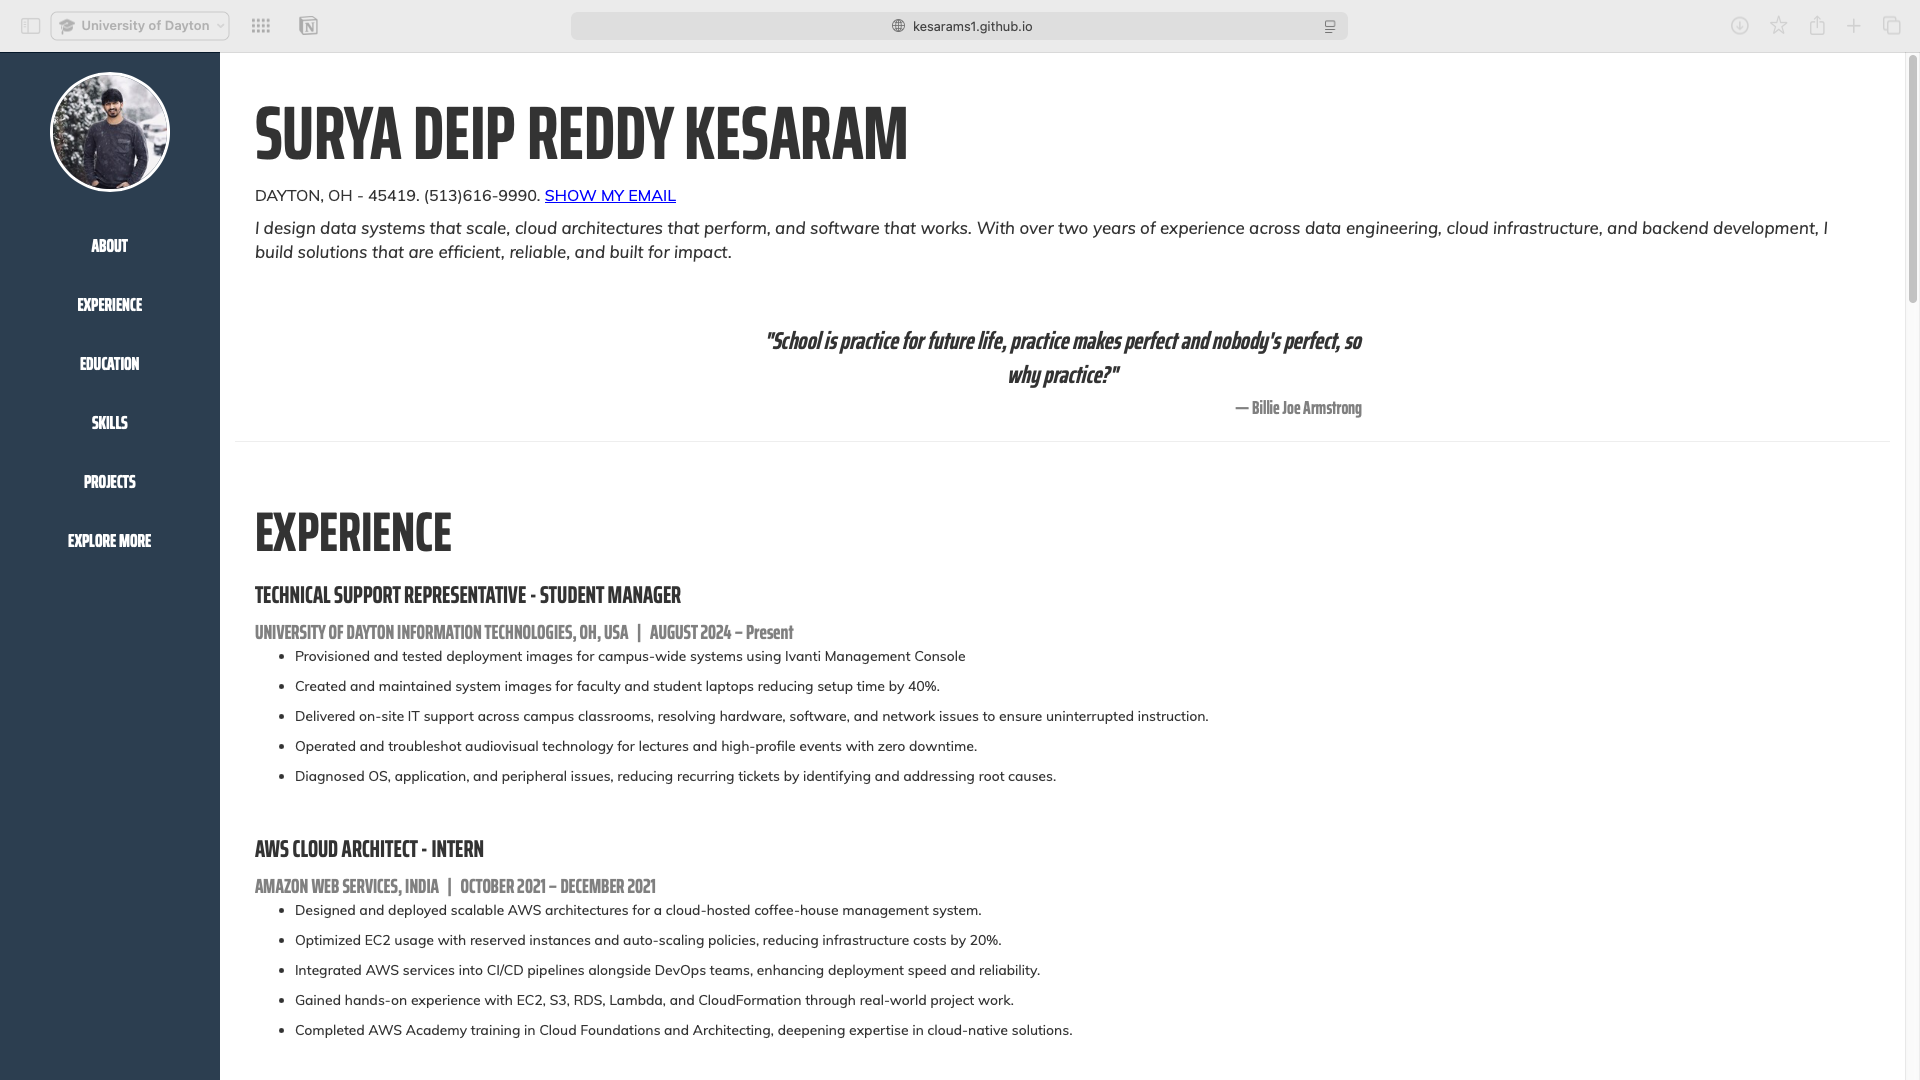 University of Dayton
kesarams1.github.io
ABOUT
EXPERIENCE
EDUCATION
SKILLS
PROJECTS
EXPLORE MORE
SURYA DEIP REDDY KESARAM
DAYTON, OH - 45419. (513)616-9990. SHOW MY EMAIL
I design data systems that scale, cloud architectures that perform, and software that works. With over two years of experience across data engineering, cloud infrastructure, and backend development, I
build solutions that are efficient, reliable, and built for impact.
"School is practice for future life, practice makes perfect and nobody's perfect, so
why practice?"
— Billie Joe Armstrong
EXPERIENCE
TECHNICAL SUPPORT REPRESENTATIVE - STUDENT MANAGER
UNIVERSITY OF DAYTON INFORMATION TECHNOLOGIES, OH, USA | AUGUST 2024 – Present
• Provisioned and tested deployment images for campus-wide systems using Ivanti Management Console
• Created and maintained system images for faculty and student laptops reducing setup time by 40%.
• Delivered on-site IT support across campus classrooms, resolving hardware, software, and network issues to ensure uninterrupted instruction.
• Operated and troubleshot audiovisual technology for lectures and high-profile events with zero downtime.
• Diagnosed OS, application, and peripheral issues, reducing recurring tickets by identifying and addressing root causes.
AWS CLOUD ARCHITECT - INTERN
AMAZON WEB SERVICES, INDIA | OCTOBER 2021 – DECEMBER 2021
• Designed and deployed scalable AWS architectures for a cloud-hosted coffee-house management system.
• Optimized EC2 usage with reserved instances and auto-scaling policies, reducing infrastructure costs by 20%.
• Integrated AWS services into CI/CD pipelines alongside DevOps teams, enhancing deployment speed and reliability.
• Gained hands-on experience with EC2, S3, RDS, Lambda, and CloudFormation through real-world project work.
• Completed AWS Academy training in Cloud Foundations and Architecting, deepening expertise in cloud-native solutions.